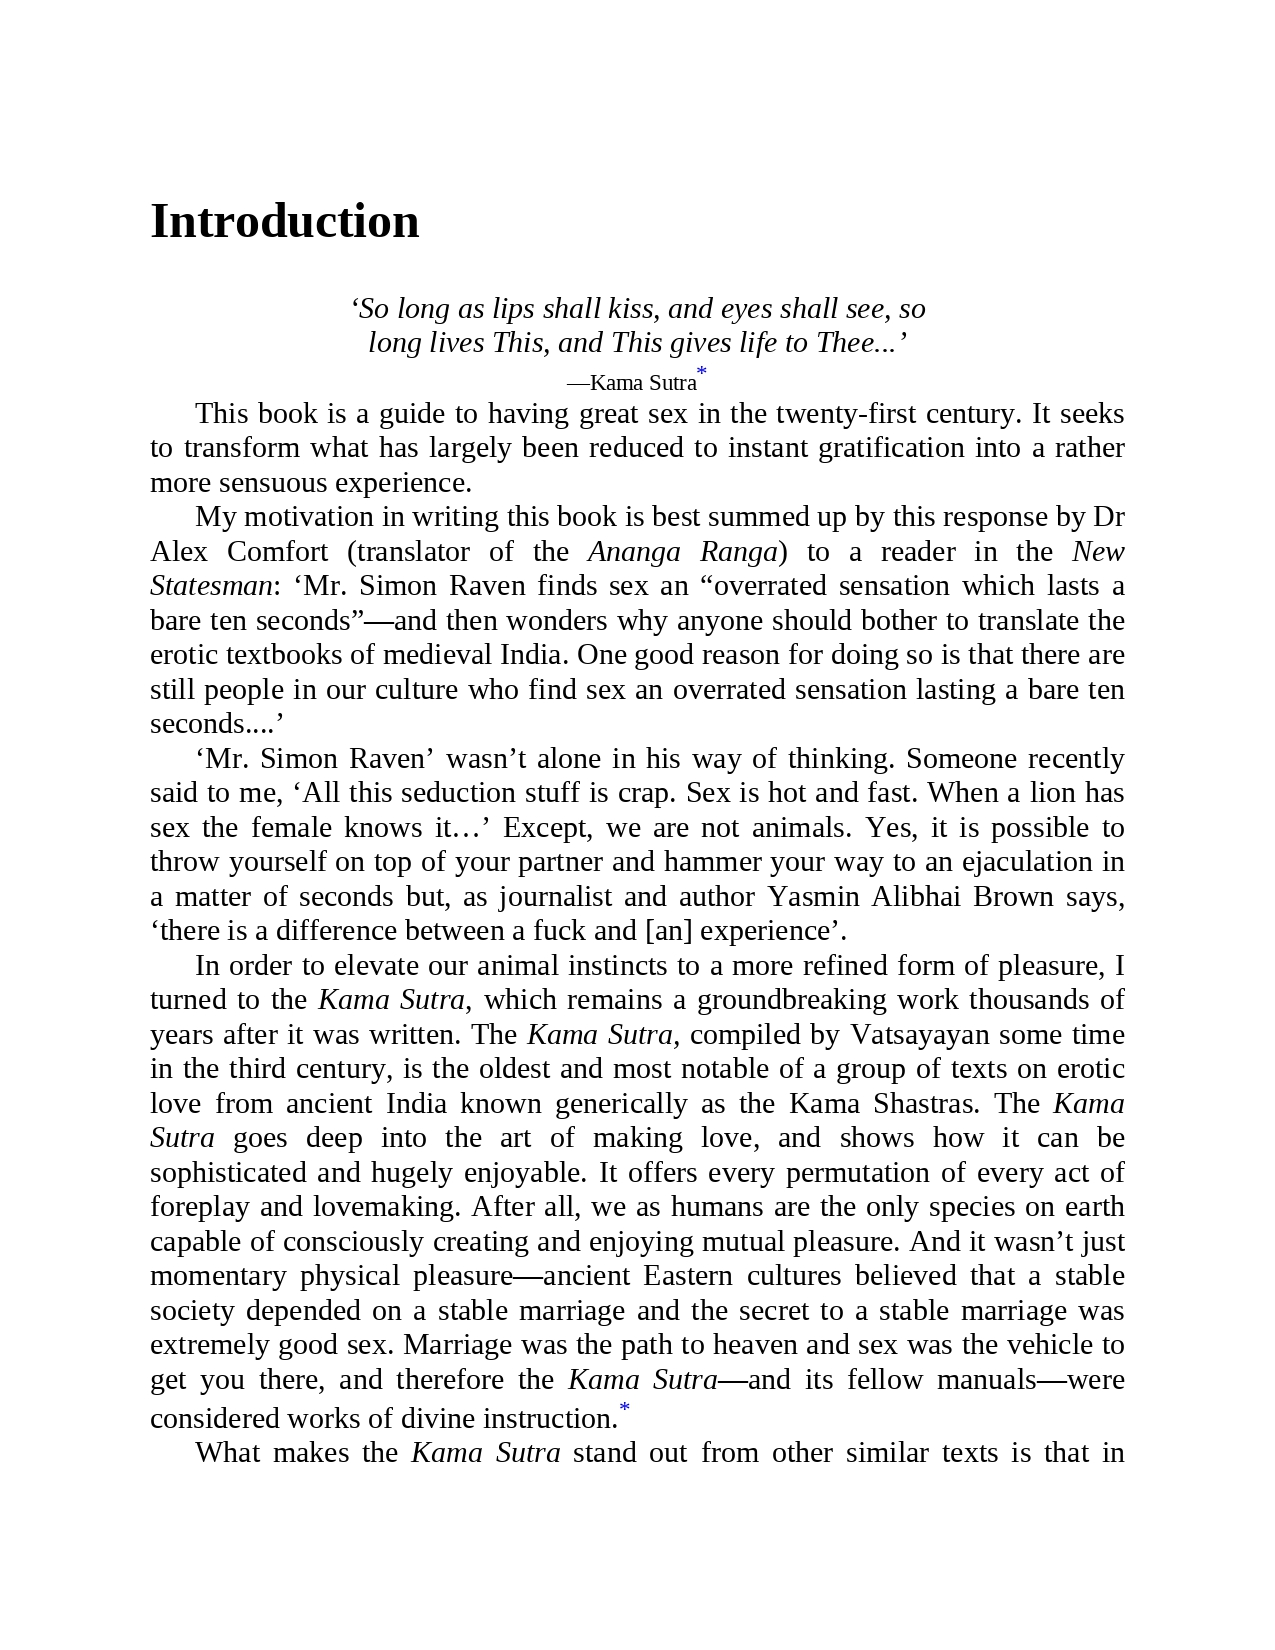 Introduction
‘So long as lips shall kiss, and eyes shall see, so
long lives This, and This gives life to Thee...’
—Kama Sutra*
This book is a guide to having great sex in the twenty-first century. It seeks
to transform what has largely been reduced to instant gratification into a rather
more sensuous experience.
My motivation in writing this book is best summed up by this response by Dr
Alex Comfort (translator of the Ananga Ranga) to a reader in the New
Statesman: ‘Mr. Simon Raven finds sex an “overrated sensation which lasts a
bare ten seconds”—and then wonders why anyone should bother to translate the
erotic textbooks of medieval India. One good reason for doing so is that there are
still people in our culture who find sex an overrated sensation lasting a bare ten
seconds....’
‘Mr. Simon Raven’ wasn’t alone in his way of thinking. Someone recently
said to me, ‘All this seduction stuff is crap. Sex is hot and fast. When a lion has
sex the female knows it…’ Except, we are not animals. Yes, it is possible to
throw yourself on top of your partner and hammer your way to an ejaculation in
a matter of seconds but, as journalist and author Yasmin Alibhai Brown says,
‘there is a difference between a fuck and [an] experience’.
In order to elevate our animal instincts to a more refined form of pleasure, I
turned to the Kama Sutra, which remains a groundbreaking work thousands of
years after it was written. The Kama Sutra, compiled by Vatsayayan some time
in the third century, is the oldest and most notable of a group of texts on erotic
love from ancient India known generically as the Kama Shastras. The Kama
Sutra goes deep into the art of making love, and shows how it can be
sophisticated and hugely enjoyable. It offers every permutation of every act of
foreplay and lovemaking. After all, we as humans are the only species on earth
capable of consciously creating and enjoying mutual pleasure. And it wasn’t just
momentary physical pleasure—ancient Eastern cultures believed that a stable
society depended on a stable marriage and the secret to a stable marriage was
extremely good sex. Marriage was the path to heaven and sex was the vehicle to
get you there, and therefore the Kama Sutra—and its fellow manuals—were
considered works of divine instruction.*
What makes the Kama Sutra stand out from other similar texts is that in